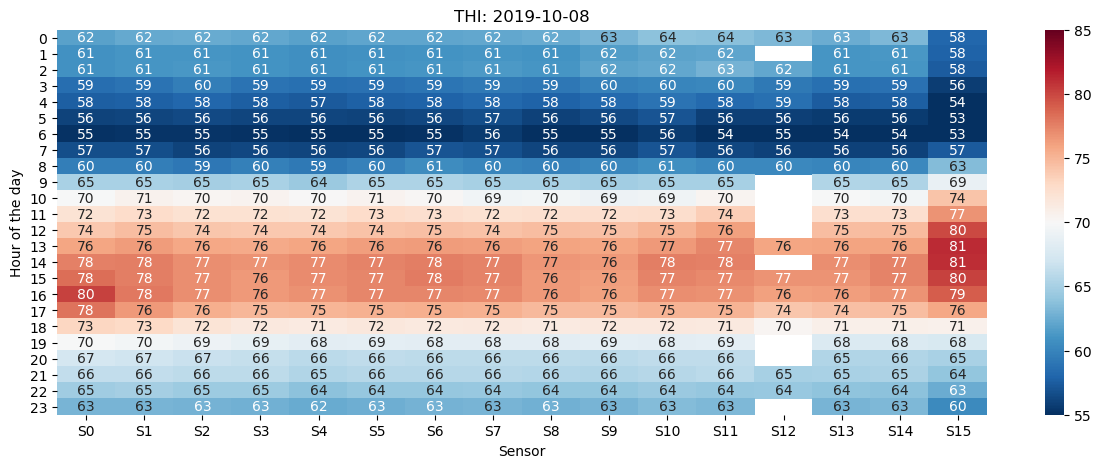 THI: 2019-10-08
0 62 62 62 62 62 62 62 62 62 63 64 64 63 63 63 58
1 61 61 61 61 61 61 61 61 61 62 62 62 61 61 58
2 61 61 61 61 61 61 61 61 61 62 62 63 62 61 61 58
3 59 59 60 59 59 59 59 59 59 60 60 60 59 59 59 56
4 58 58 58 58 57 58 58 58 58 58 59 58 59 58 58 54
5 56 56 56 56 56 56 56 57 56 56 57 56 56 56 56 53
6 55 55 55 55 55 55 55 56 55 55 56 54 55 54 54 53
7 57 57 56 56 56 56 57 57 56 56 57 56 56 56 56 57
8 60 60 59 60 59 60 61 60 60 60 61 60 60 60 60 63
9 65 65 65 65 64 65 65 65 65 65 65 65 65 65 69
10 70 71 70 70 70 71 70 69 70 69 69 70 70 70 74
11 72 73 72 72 72 73 73 72 72 72 73 74 73 73 77
12 74 75 74 74 74 74 75 74 75 75 75 76 75 75 80
13 76 76 76 76 76 76 76 76 76 76 77 77 76 76 76 81
14 78 78 77 77 77 77 78 77 77 76 78 78 77 77 81
15 78 78 77 76 77 77 78 77 76 76 77 77 77 77 77 80
16 80 78 77 76 77 77 77 77 77 76 77 77 76 76 77 79
17 78 76 76 75 75 75 75 75 75 75 75 75 74 74 75 76
18 73 73 72 72 71 72 72 72 71 72 72 71 70 71 71 71
19 70 70 69 69 68 69 68 68 68 69 68 69 68 68 68
20 67 67 67 66 66 66 66 66 66 66 66 66 65 66 65
21 66 66 66 66 65 66 66 66 66 66 66 65 65 65 65 64
22 65 65 65 65 64 64 64 64 64 64 64 64 64 64 64 63
23 63 63 63 63 62 63 63 63 63 63 63 63 63 63 60
S0 S1 S2 S3 S4 S5 S6 S7 S8 S9 S10 S11 S12 S13 S14 S15
Sensor
Hour of the day
85
80
75
70
65
60
55